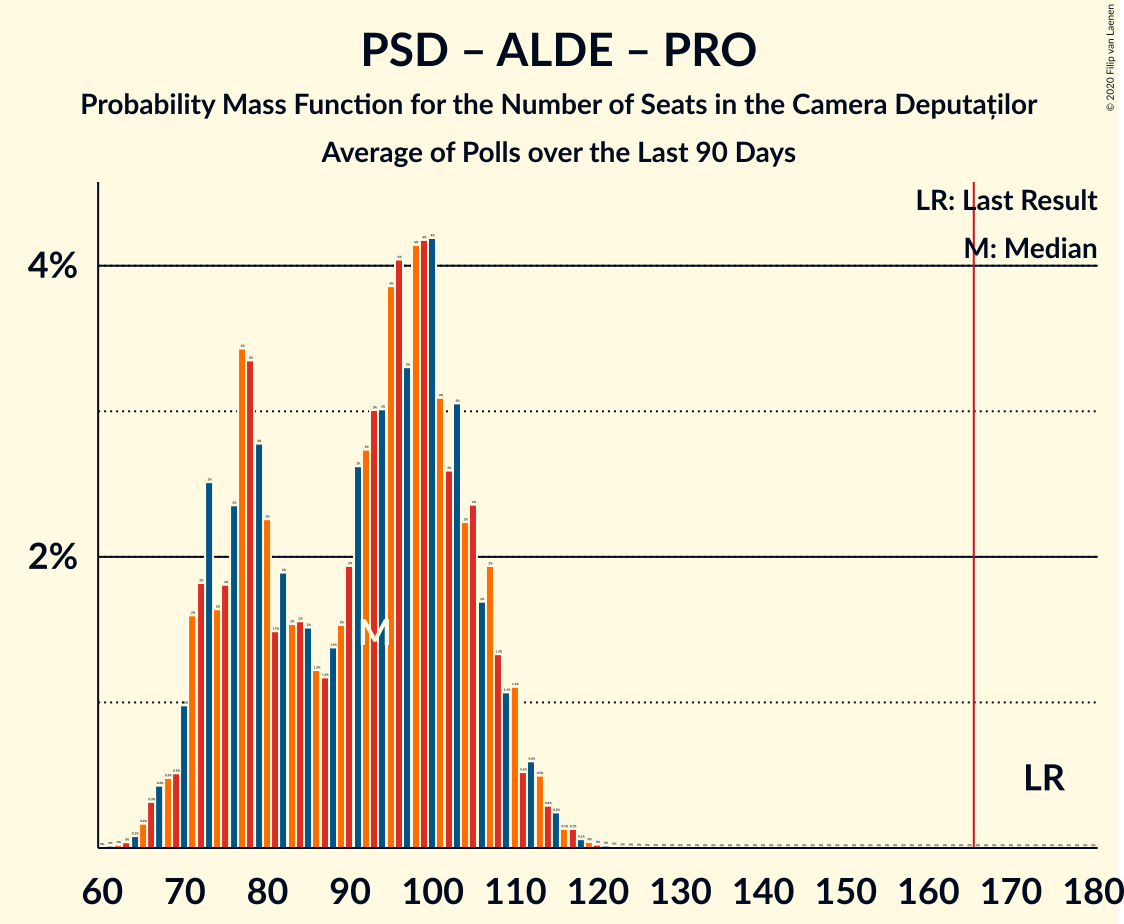 PSD – ALDE – PRO
Probability Mass Function for the Number of Seats in the Camera Deputaților
Average of Polls over the Last 90 Days
© 2020 Filip van Laenen
LR: Last Result
M: Median
4%
2%
M
LR
60 70 80 90 100 110 120 130 140 150 160 170 180